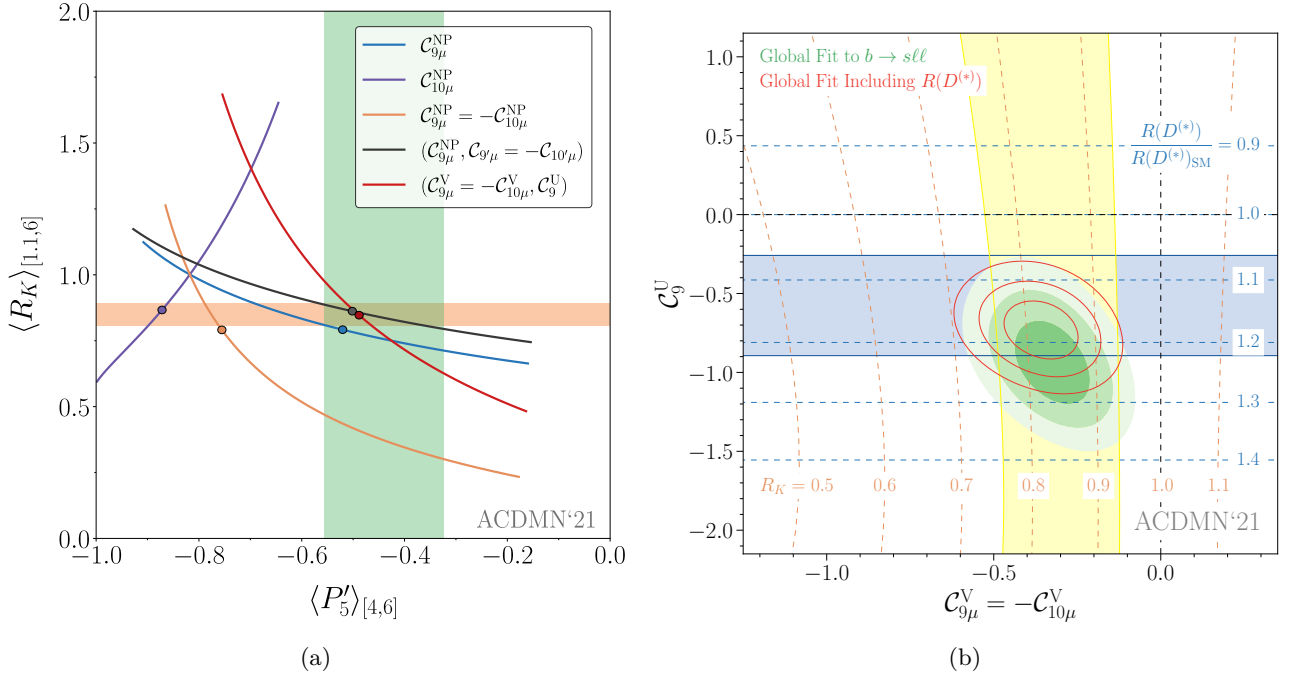 2.0
1.5
1.0
0.5
0.0
−1.0
−0.8
−0.6
−0.4
−0.2
0.0
⟨R_K⟩_[1.1,6]
⟨P′_5⟩_[4,6]
𝒞^NP_9μ
𝒞^NP_10μ
𝒞^NP_9μ = −𝒞^NP_10μ
(𝒞^NP_9μ, 𝒞_9′μ = −𝒞_10′μ)
(𝒞^V_9μ = −𝒞^V_10μ, 𝒞^U_9)
ACDMN‘21
(a)
1.0
0.5
0.0
−0.5
−1.0
−1.5
−2.0
𝒞^U_9
Global Fit to b → sℓℓ
Global Fit Including R(D^(∗))
R(D^(∗)) / R(D^(∗))_SM = 0.9
1.0
1.1
1.2
1.3
1.4
R_K = 0.5
0.6
0.7
0.8
0.9
1.0
1.1
ACDMN‘21
−1.0
−0.5
0.0
𝒞^V_9μ = −𝒞^V_10μ
(b)